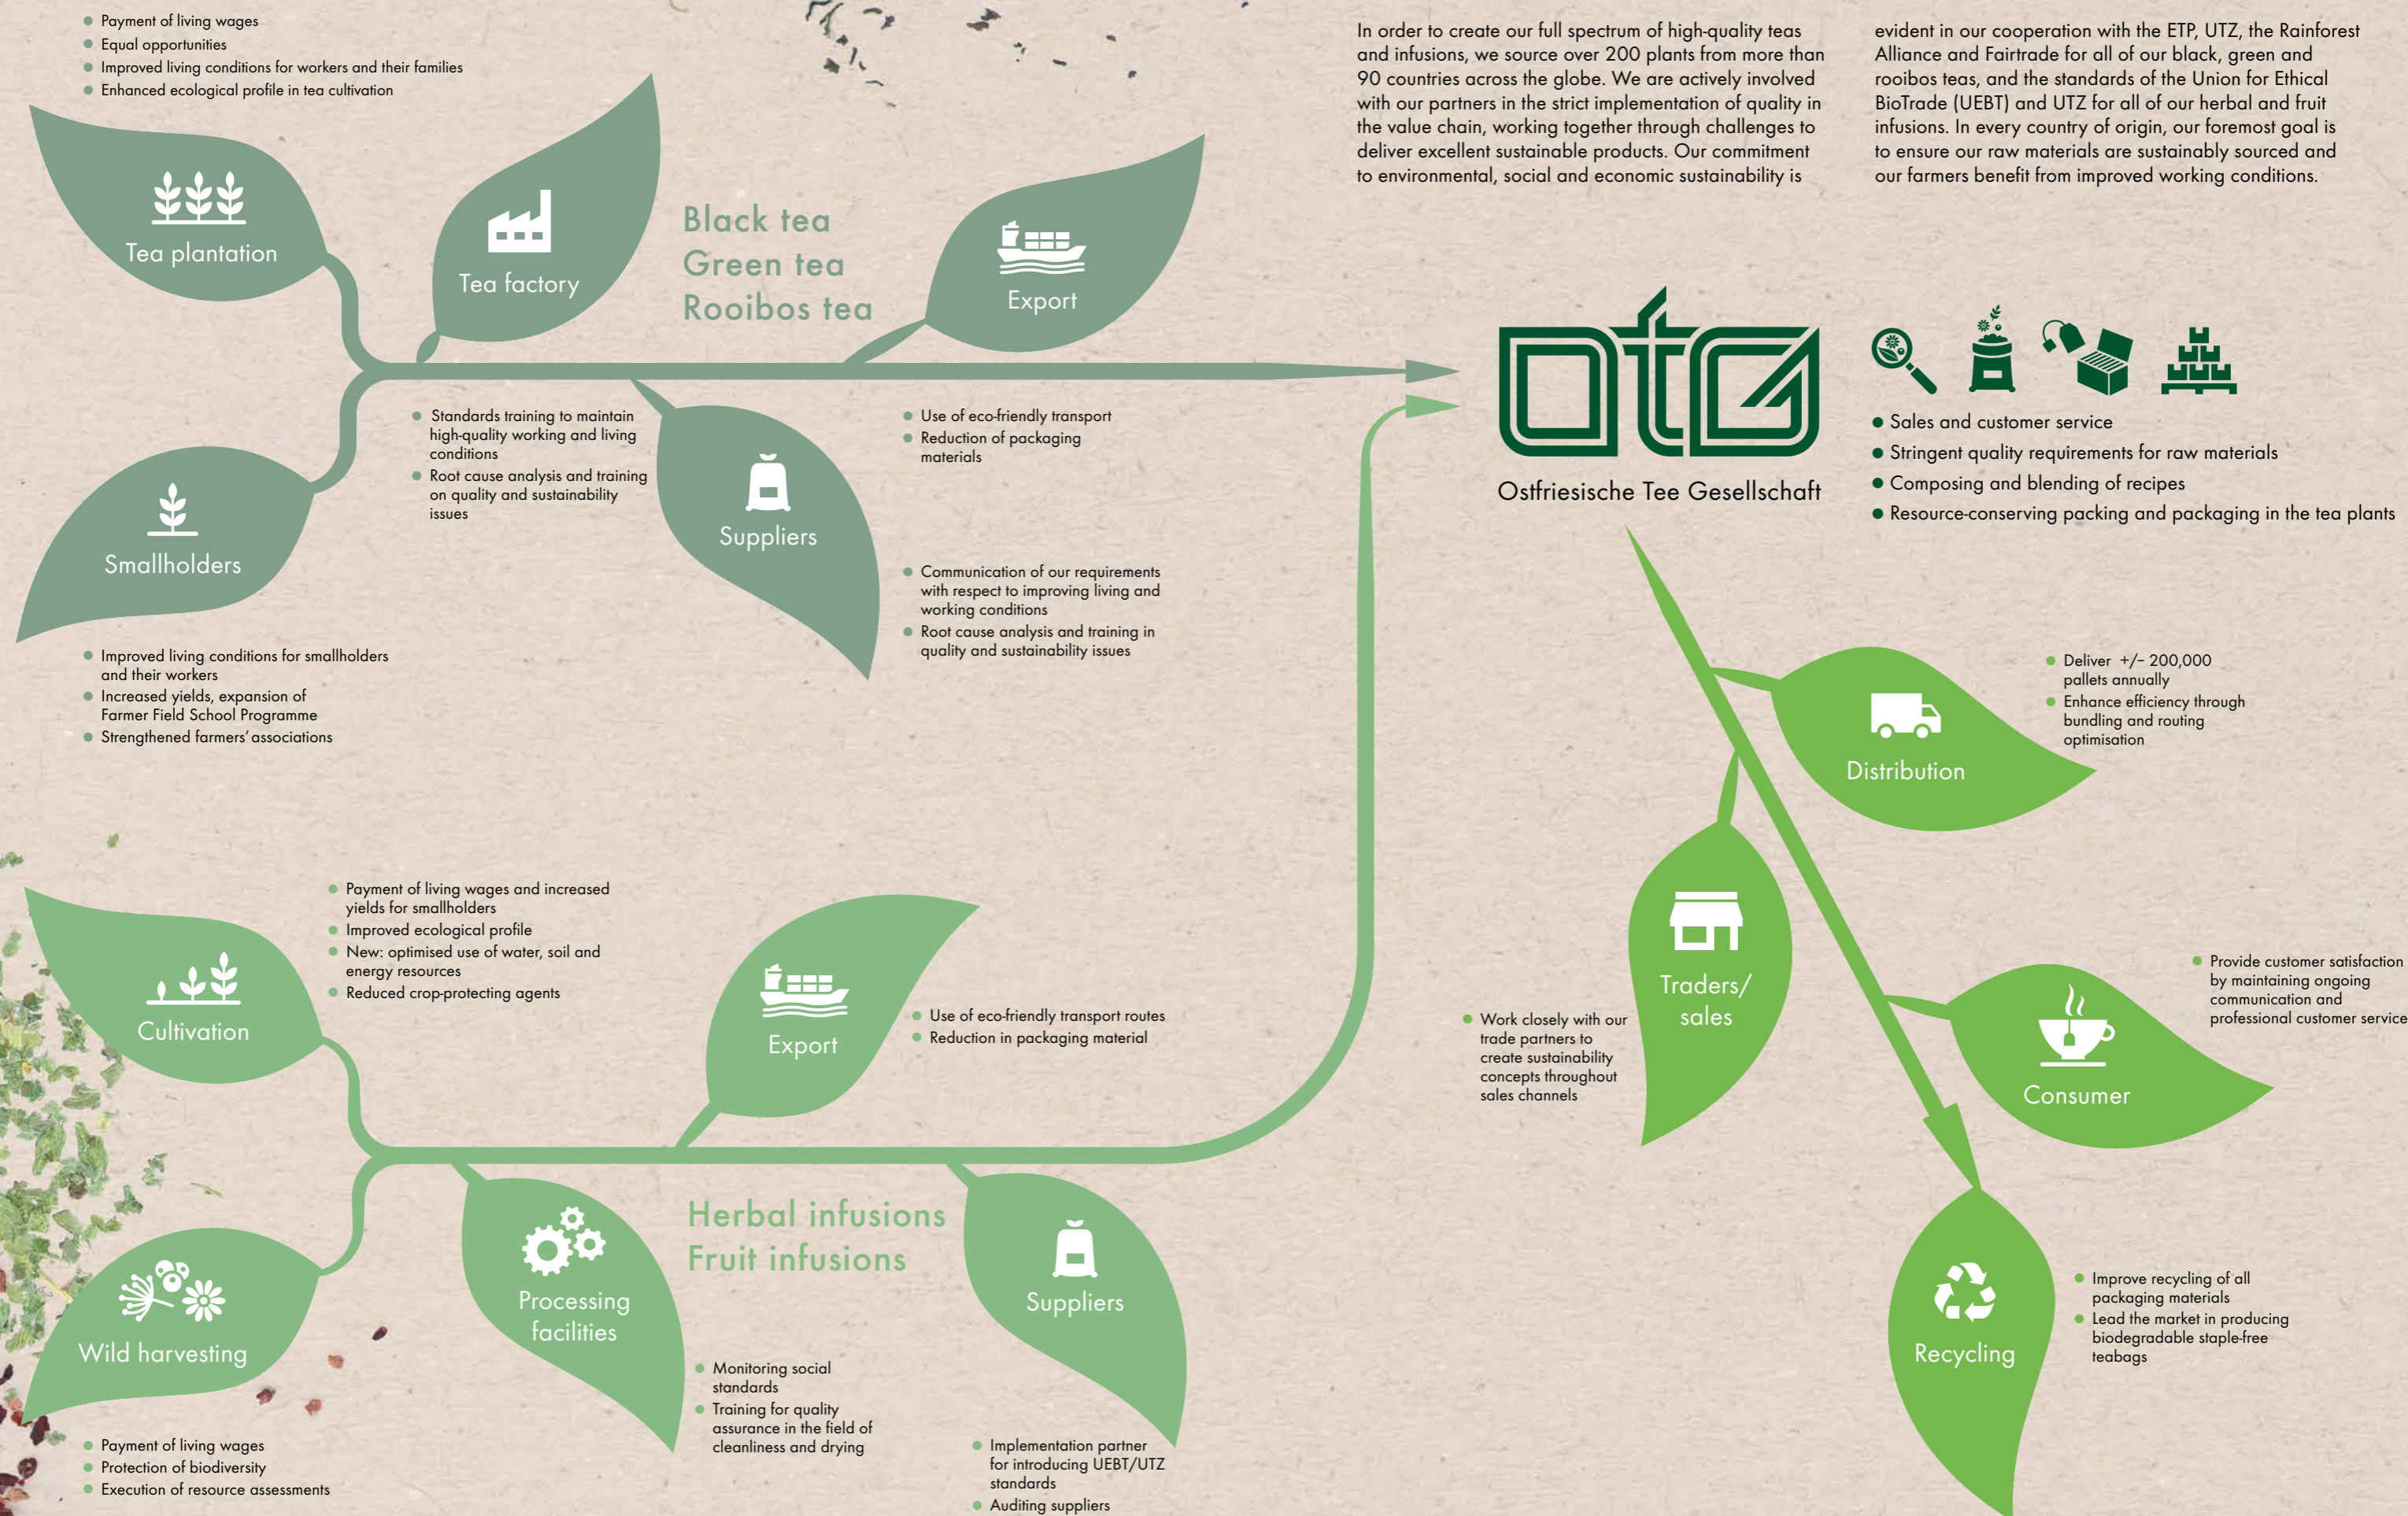 Payment of living wages
Equal opportunities
Improved living conditions for workers and their families
Enhanced ecological profile in tea cultivation
In order to create our full spectrum of high-quality teas
and infusions, we source over 200 plants from more than
90 countries across the globe. We are actively involved
with our partners in the strict implementation of quality in
the value chain, working together through challenges to
deliver excellent sustainable products. Our commitment
to environmental, social and economic sustainability is
evident in our cooperation with the ETP, UTZ, the Rainforest
Alliance and Fairtrade for all of our black, green and
rooibos teas, and the standards of the Union for Ethical
BioTrade (UEBT) and UTZ for all of our herbal and fruit
infusions. In every country of origin, our foremost goal is
to ensure our raw materials are sustainably sourced and
our farmers benefit from improved working conditions.
Tea plantation
Tea factory
Black tea
Green tea
Rooibos tea
Export
Standards training to maintain
high-quality working and living
conditions
Root cause analysis and training
on quality and sustainability
issues
Suppliers
Use of eco-friendly transport
Reduction of packaging
materials
Communication of our requirements
with respect to improving living and
working conditions
Root cause analysis and training in
quality and sustainability issues
Smallholders
Improved living conditions for smallholders
and their workers
Increased yields, expansion of
Farmer Field School Programme
Strengthened farmers' associations
otg
Ostfriesische Tee Gesellschaft
Sales and customer service
Stringent quality requirements for raw materials
Composing and blending of recipes
Resource-conserving packing and packaging in the tea plants
Distribution
Deliver +/– 200,000
pallets annually
Enhance efficiency through
bundling and routing
optimisation
Traders/
sales
Work closely with our
trade partners to
create sustainability
concepts throughout
sales channels
Consumer
Provide customer satisfaction
by maintaining ongoing
communication and
professional customer service
Recycling
Improve recycling of all
packaging materials
Lead the market in producing
biodegradable staple-free
teabags
Cultivation
Payment of living wages and increased
yields for smallholders
Improved ecological profile
New: optimised use of water, soil and
energy resources
Reduced crop-protecting agents
Export
Use of eco-friendly transport routes
Reduction in packaging material
Herbal infusions
Fruit infusions
Processing
facilities
Monitoring social
standards
Training for quality
assurance in the field of
cleanliness and drying
Suppliers
Implementation partner
for introducing UEBT/UTZ
standards
Auditing suppliers
Wild harvesting
Payment of living wages
Protection of biodiversity
Execution of resource assessments